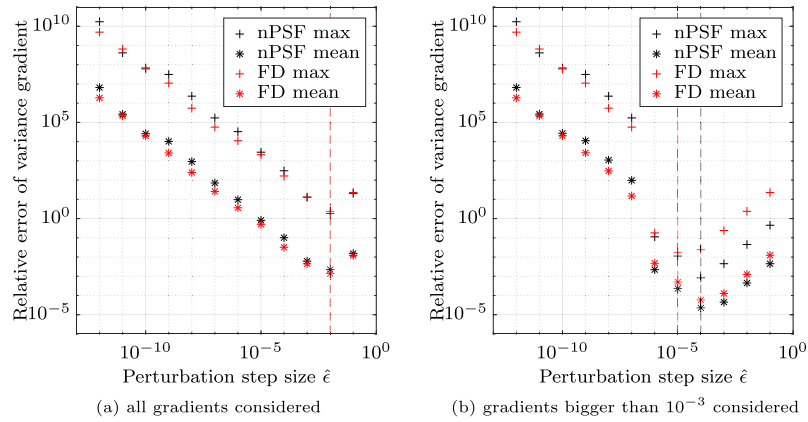 Relative error of variance gradient
10^10
10^5
10^0
10^-5
nPSF max
nPSF mean
FD max
FD mean
10^-10
10^-5
10^0
Perturbation step size ϵ̂
(a) all gradients considered
Relative error of variance gradient
10^10
10^5
10^0
10^-5
nPSF max
nPSF mean
FD max
FD mean
10^-10
10^-5
10^0
Perturbation step size ϵ̂
(b) gradients bigger than 10^-3 considered